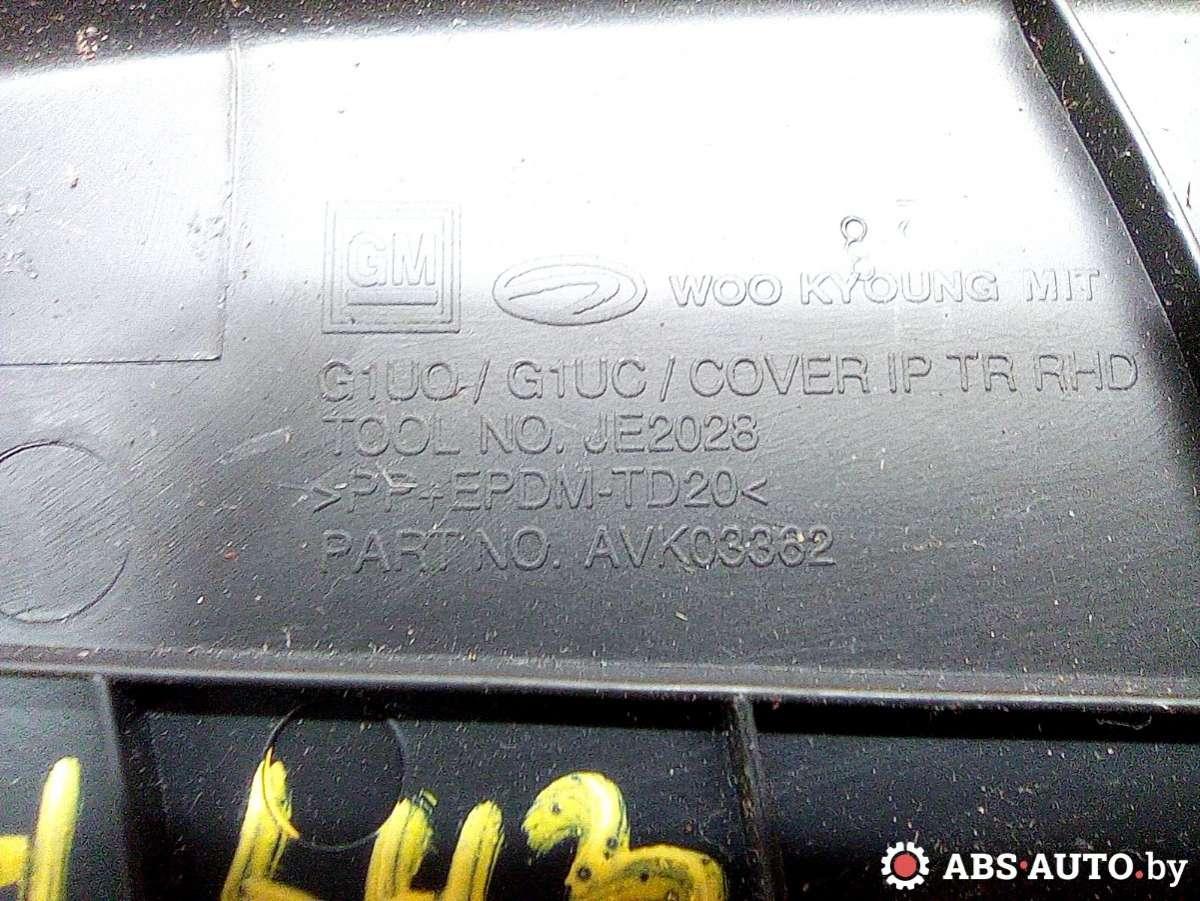 GM WOO KYOUNG MIT
G1UO / G1UC / COVER IP TR RHD
TOOL NO. JE2028
>PP+EPDM-TD20<
PART NO. AVK03362
ABS-AUTO.by